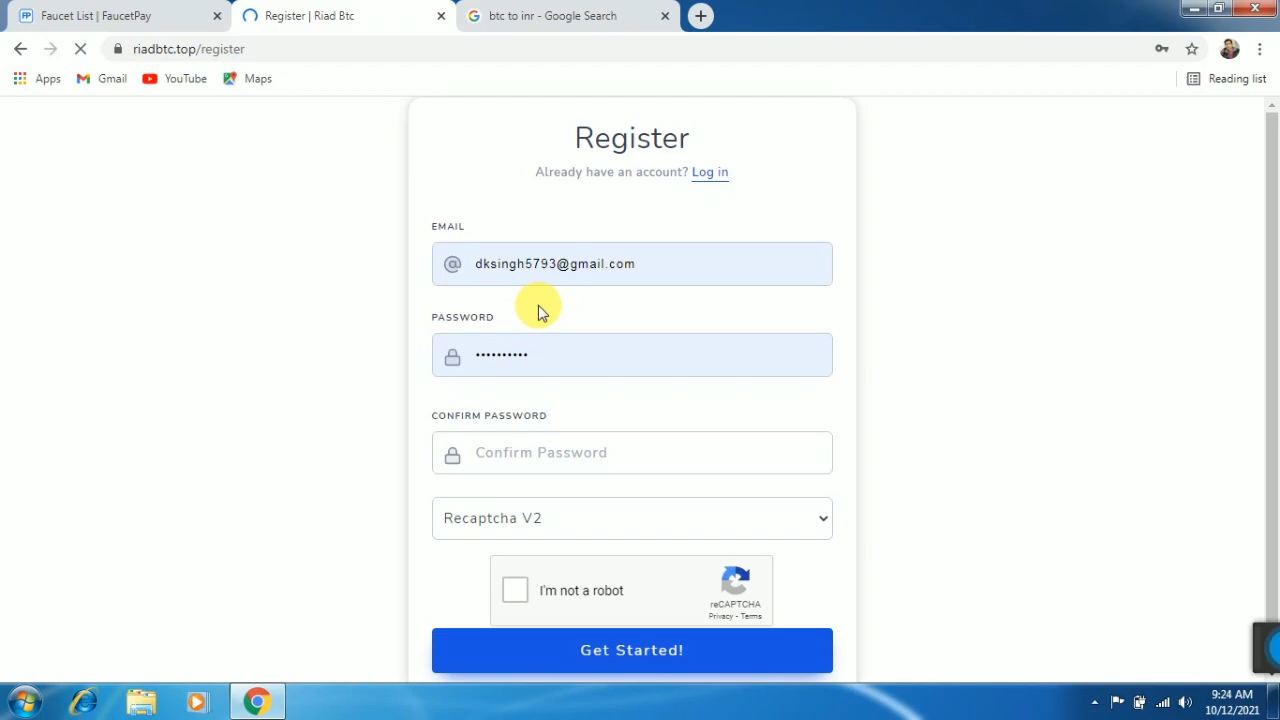 Faucet List | FaucetPay
Register | Riad Btc
btc to inr - Google Search
riadbtc.top/register
Apps Gmail YouTube Maps Reading list
Register
Already have an account? Log in
EMAIL
@ dksingh5793@gmail.com
PASSWORD
••••••••••
CONFIRM PASSWORD
Confirm Password
Recaptcha V2
I'm not a robot
reCAPTCHA
Privacy - Terms
Get Started!
9:24 AM
10/12/2021